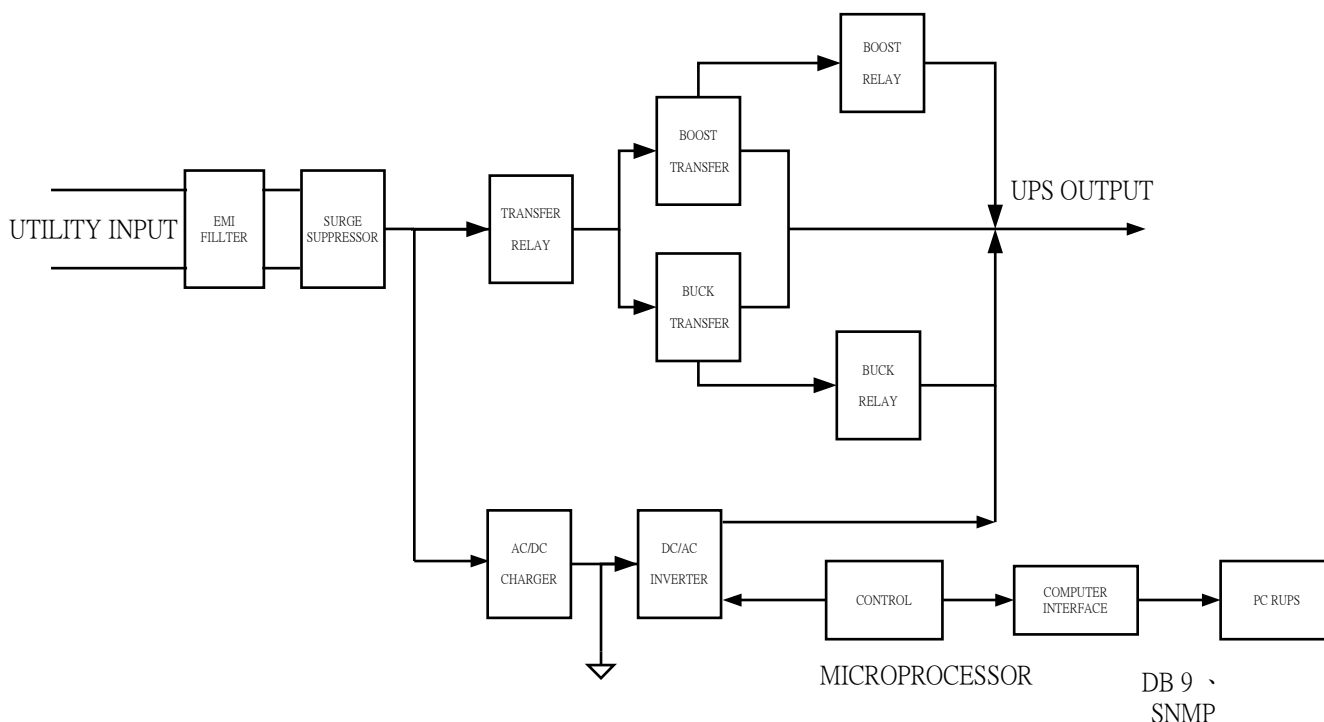 BOOST
RELAY
BOOST
TRANSFER
UPS OUTPUT
UTILITY INPUT
EMI
FILLTER
SURGE
SUPPRESSOR
TRANSFER
RELAY
BUCK
TRANSFER
BUCK
RELAY
AC/DC
CHARGER
DC/AC
INVERTER
CONTROL
COMPUTER
INTERFACE
PC RUPS
MICROPROCESSOR
DB 9 、
SNMP